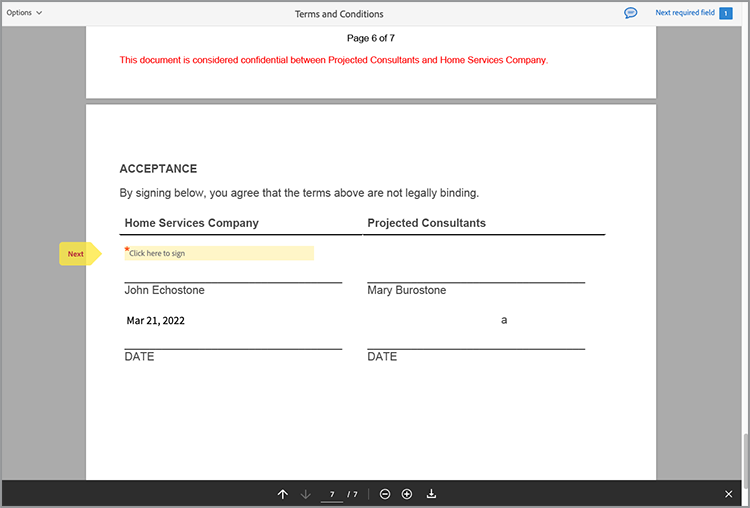 Options
Terms and Conditions
Next required field 1
Page 6 of 7
This document is considered confidential between Projected Consultants and Home Services Company.
ACCEPTANCE
By signing below, you agree that the terms above are not legally binding.
Home Services Company Projected Consultants
Next
*Click here to sign
John Echostone Mary Burostone
Mar 21, 2022 a
DATE DATE
7 / 7